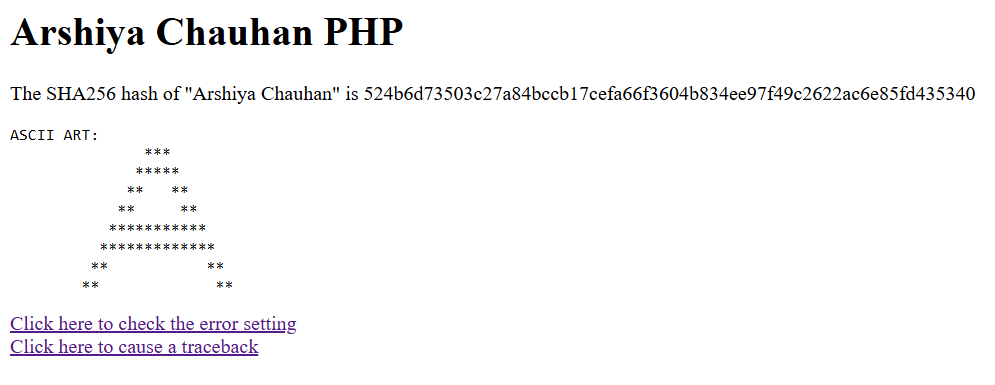 Arshiya Chauhan PHP
The SHA256 hash of "Arshiya Chauhan" is 524b6d73503c27a84bccb17cefa66f3604b834ee97f49c2622ac6e85fd435340
ASCII ART:
               ***
              *****
             **   **
            **     **
           ***********
          *************
         **           **
        **             **
Click here to check the error setting
Click here to cause a traceback